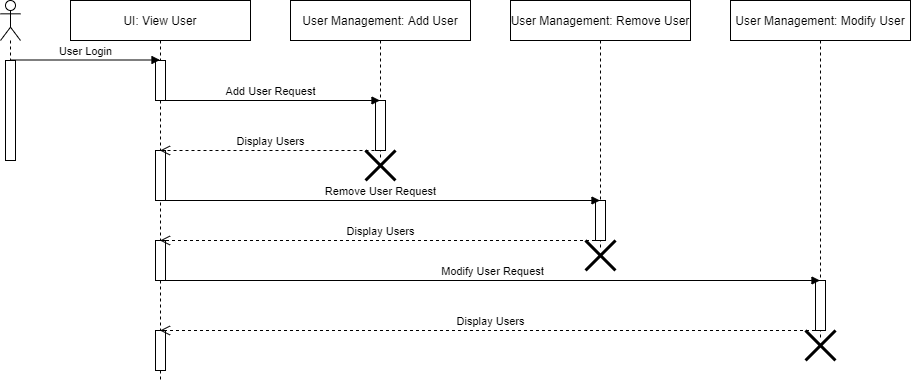 UI: View User
User Management: Add User
User Management: Remove User
User Management: Modify User
User Login
Add User Request
Display Users
Remove User Request
Display Users
Modify User Request
Display Users